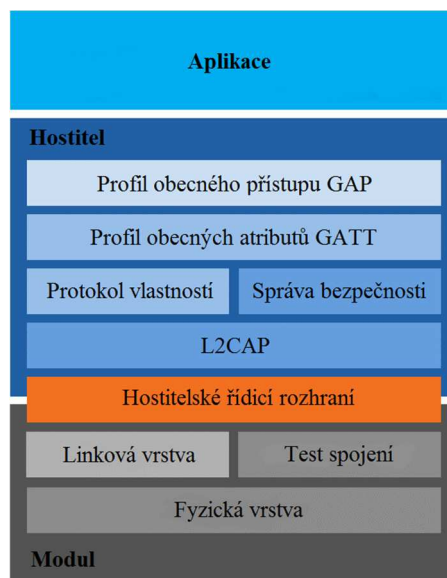 Aplikace
Hostitel
Profil obecného přístupu GAP
Profil obecných atributů GATT
Protokol vlastností
Správa bezpečnosti
L2CAP
Hostitelské řídicí rozhraní
Linková vrstva
Test spojení
Fyzická vrstva
Modul